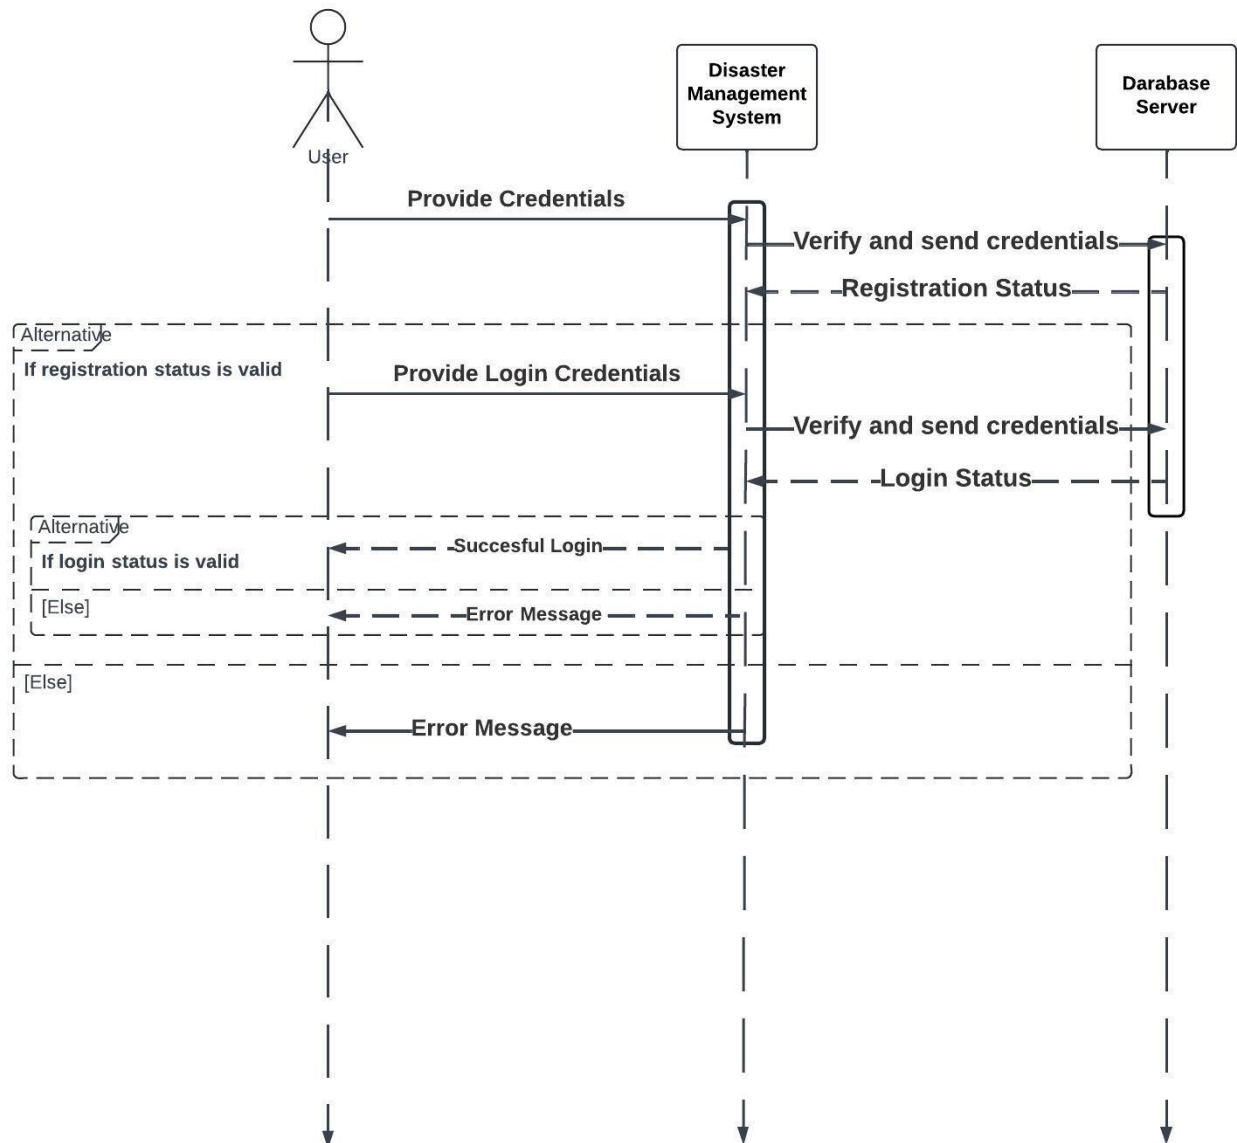 Disaster
Management
System
Darabase
Server
User
Provide Credentials
Verify and send credentials
Registration Status
Alternative
If registration status is valid
Provide Login Credentials
Verify and send credentials
Login Status
Alternative
Succesful Login
If login status is valid
[Else]
Error Message
[Else]
Error Message